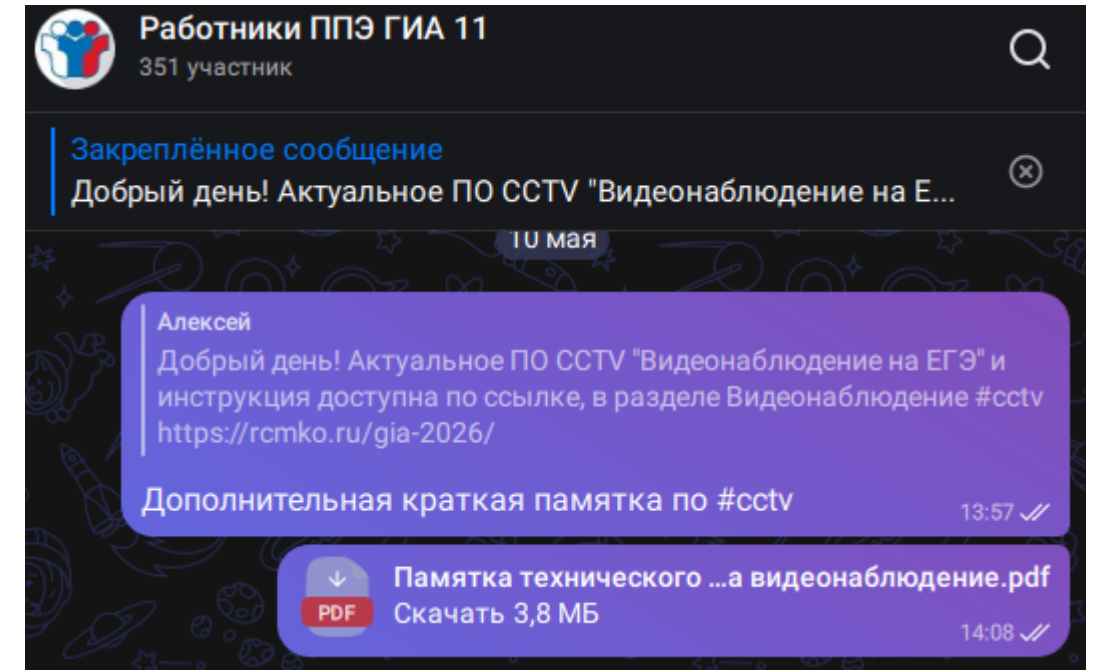 Работники ППЭ ГИА 11
351 участник
Закреплённое сообщение
Добрый день! Актуальное ПО CCTV "Видеонаблюдение на Е...
10 мая
Алексей
Добрый день! Актуальное ПО CCTV "Видеонаблюдение на ЕГЭ" и
инструкция доступна по ссылке, в разделе Видеонаблюдение #cctv
https://rcmko.ru/gia-2026/
Дополнительная краткая памятка по #cctv
13:57
Памятка технического ...а видеонаблюдение.pdf
PDF
Скачать 3,8 МБ
14:08